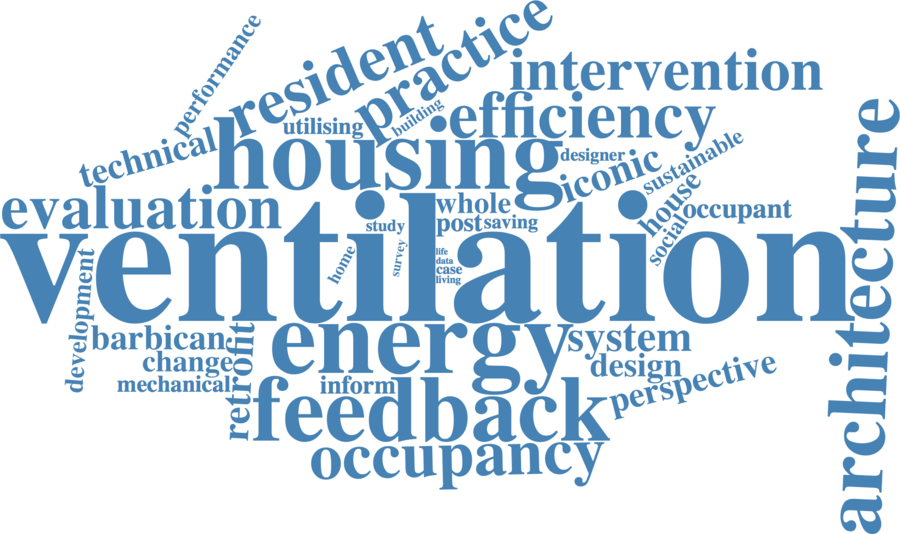 performance
resident
practice
intervention
technical
utilising
building
efficiency
housing
designer
iconic
sustainable
evaluation
whole
house
occupant
study
post
saving
social
ventilation
home
survey
life
data
case
living
architecture
development
barbican
energy
system
change
retrofit
design
mechanical
inform
perspective
feedback
occupancy